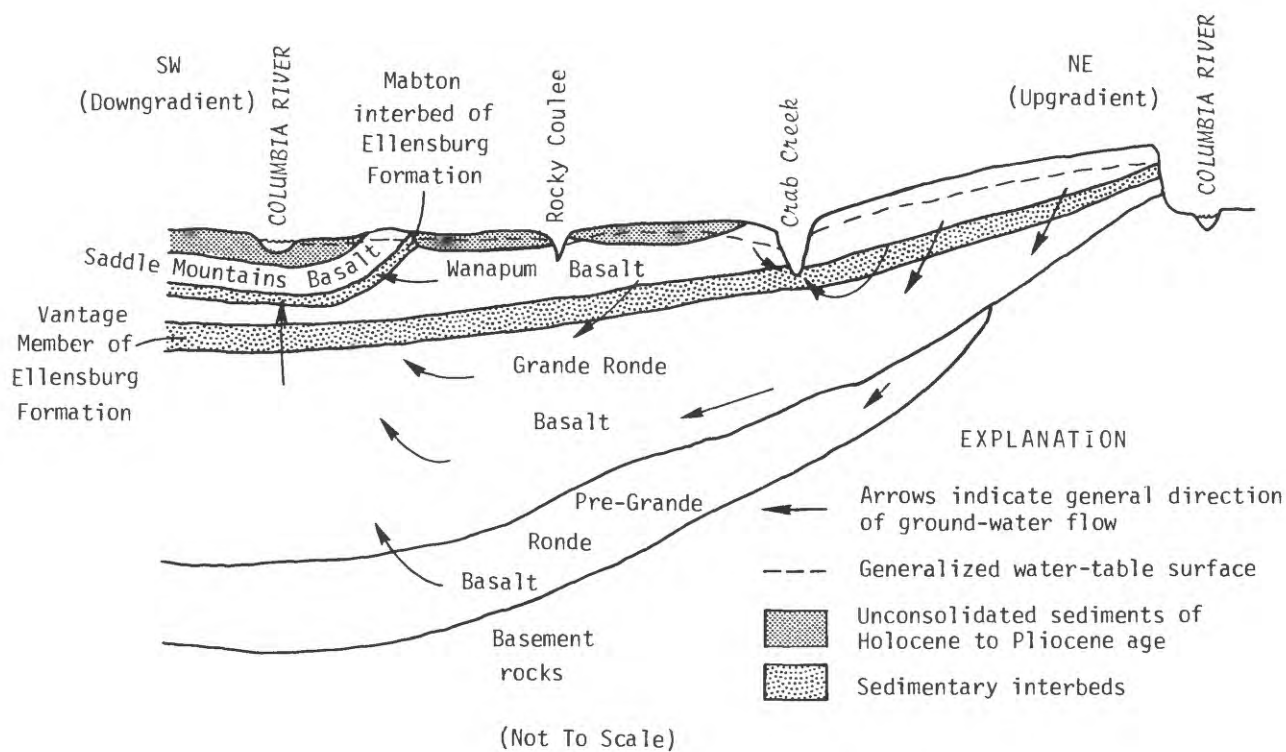 SW
(Downgradient)
COLUMBIA RIVER
Mabton
interbed of
Ellensburg
Formation
Rocky Coulee
Crab Creek
NE
(Upgradient)
COLUMBIA RIVER
Saddle Mountains Basalt
Wanapum Basalt
Vantage
Member of
Ellensburg
Formation
Grande Ronde
Basalt
Pre-Grande
Ronde
Basalt
Basement
rocks
EXPLANATION
Arrows indicate general direction
of ground-water flow
Generalized water-table surface
Unconsolidated sediments of
Holocene to Pliocene age
Sedimentary interbeds
(Not To Scale)